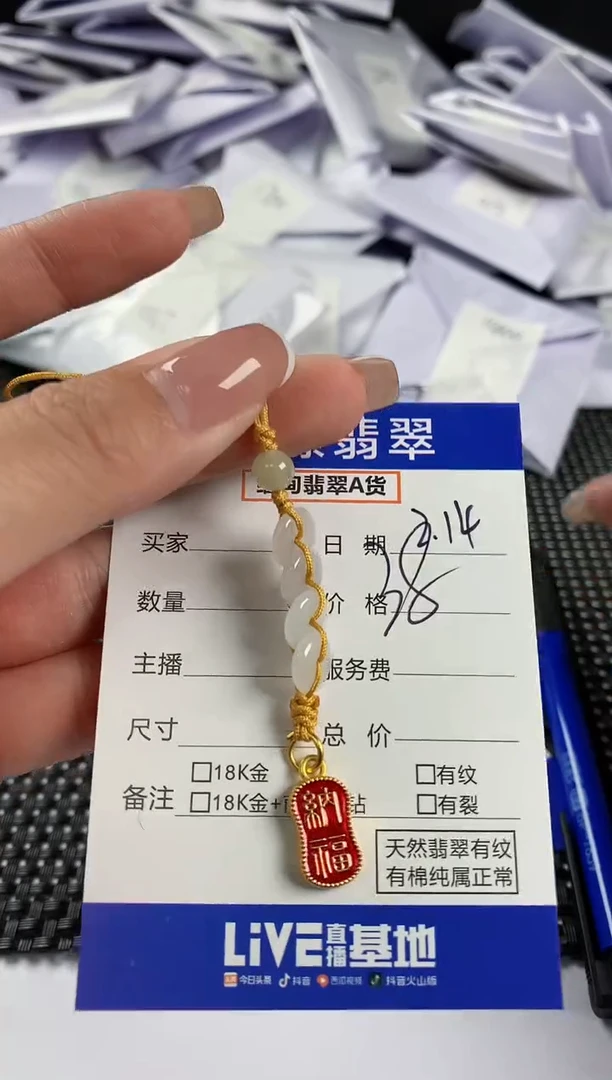 翡翠
缅甸翡翠A货
买家 日期 2.14
数量 价格 38
主播 服务费
尺寸 总价
备注 □18K金 □有纹
□18K金+ 钻 □有裂
天然翡翠有纹
有棉纯属正常
纳福
LiVE直播基地
今日头条 抖音 西瓜视频 抖音火山版